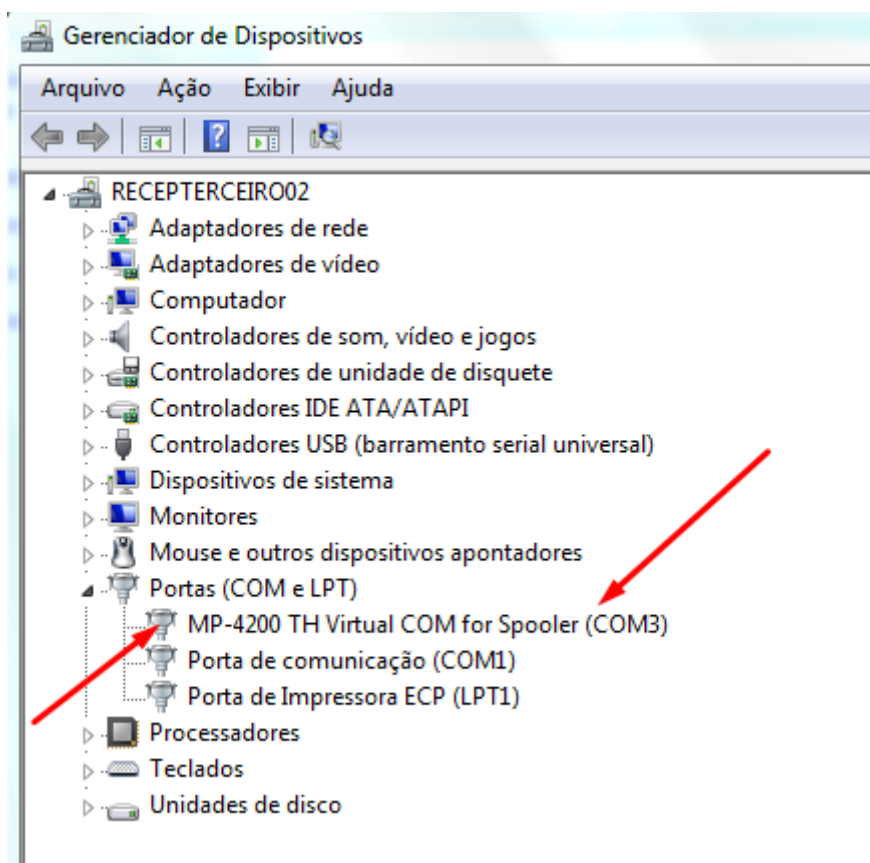 Gerenciador de Dispositivos
Arquivo Ação Exibir Ajuda
RECEPTERCEIRO02
Adaptadores de rede
Adaptadores de vídeo
Computador
Controladores de som, vídeo e jogos
Controladores de unidade de disquete
Controladores IDE ATA/ATAPI
Controladores USB (barramento serial universal)
Dispositivos de sistema
Monitores
Mouse e outros dispositivos apontadores
Portas (COM e LPT)
MP-4200 TH Virtual COM for Spooler (COM3)
Porta de comunicação (COM1)
Porta de Impressora ECP (LPT1)
Processadores
Teclados
Unidades de disco